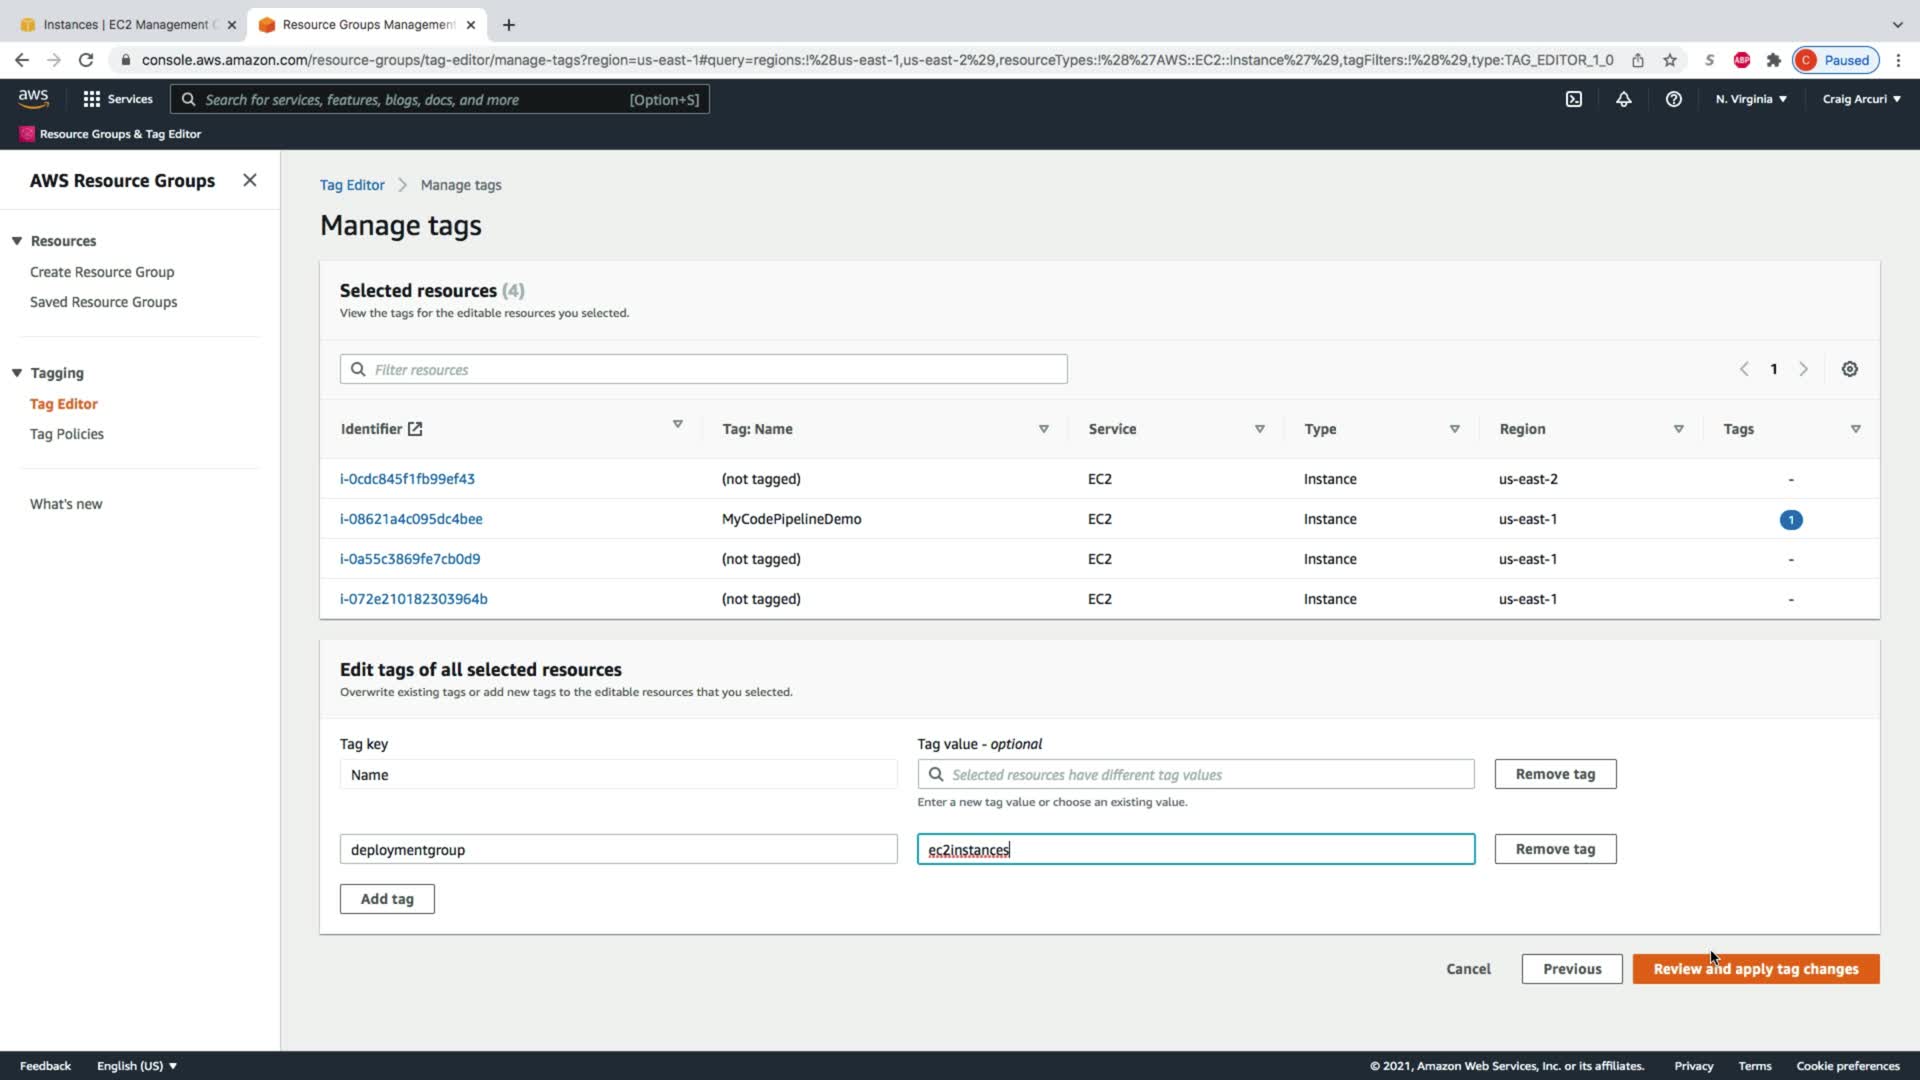 Instances | EC2 Management C
Resource Groups Management
console.aws.amazon.com/resource-groups/tag-editor/manage-tags?region=us-east-1#query=regions:!%28us-east-1,us-east-2%29,resourceTypes:!%28%27AWS::EC2::Instance%27%29,tagFilters:!%28%29,type:TAG_EDITOR_1_0
S
ABP
C
Paused
aws
Services
Search for services, features, blogs, docs, and more
[Option+S]
N. Virginia
Craig Arcuri
Resource Groups & Tag Editor
AWS Resource Groups
Resources
Create Resource Group
Saved Resource Groups
Tagging
Tag Editor
Tag Policies
What's new
Tag Editor > Manage tags
Manage tags
Selected resources (4)
View the tags for the editable resources you selected.
Filter resources
1
Identifier Tag: Name Service Type Region Tags
i-0cdc845f1fb99ef43 (not tagged) EC2 Instance us-east-2 -
i-08621a4c095dc4bee MyCodePipelineDemo EC2 Instance us-east-1 1
i-0a55c3869fe7cb0d9 (not tagged) EC2 Instance us-east-1 -
i-072e210182303964b (not tagged) EC2 Instance us-east-1 -
Edit tags of all selected resources
Overwrite existing tags or add new tags to the editable resources that you selected.
Tag key
Tag value - optional
Name
Selected resources have different tag values
Remove tag
Enter a new tag value or choose an existing value.
deploymentgroup
ec2instances
Remove tag
Add tag
Cancel
Previous
Review and apply tag changes
Feedback
English (US)
© 2021, Amazon Web Services, Inc. or its affiliates.
Privacy
Terms
Cookie preferences